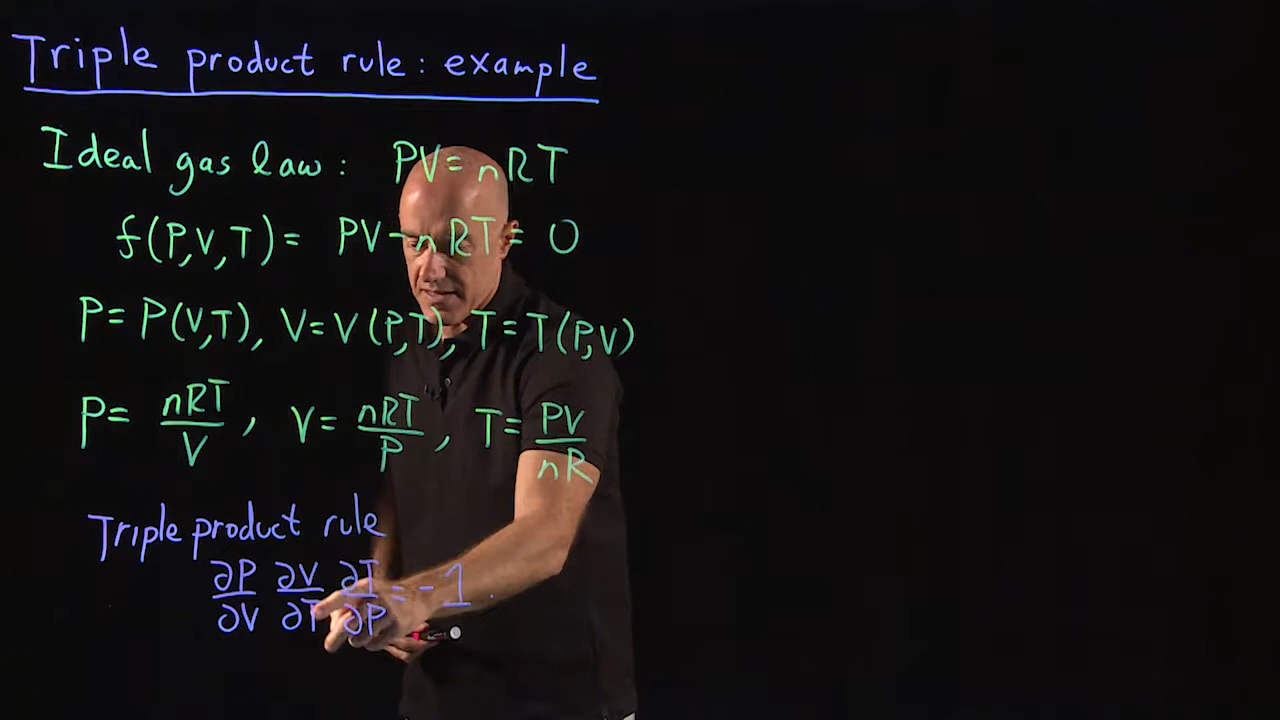 Triple product rule: example
Ideal gas law: PV = nRT
f(P,V,T) = PV - nRT = 0
P = P(V,T), V = V(P,T), T = T(P,V)
P = nRT/V, V = nRT/P, T = PV/nR
Triple product rule
∂P/∂V ∂V/∂T ∂T/∂P = -1.